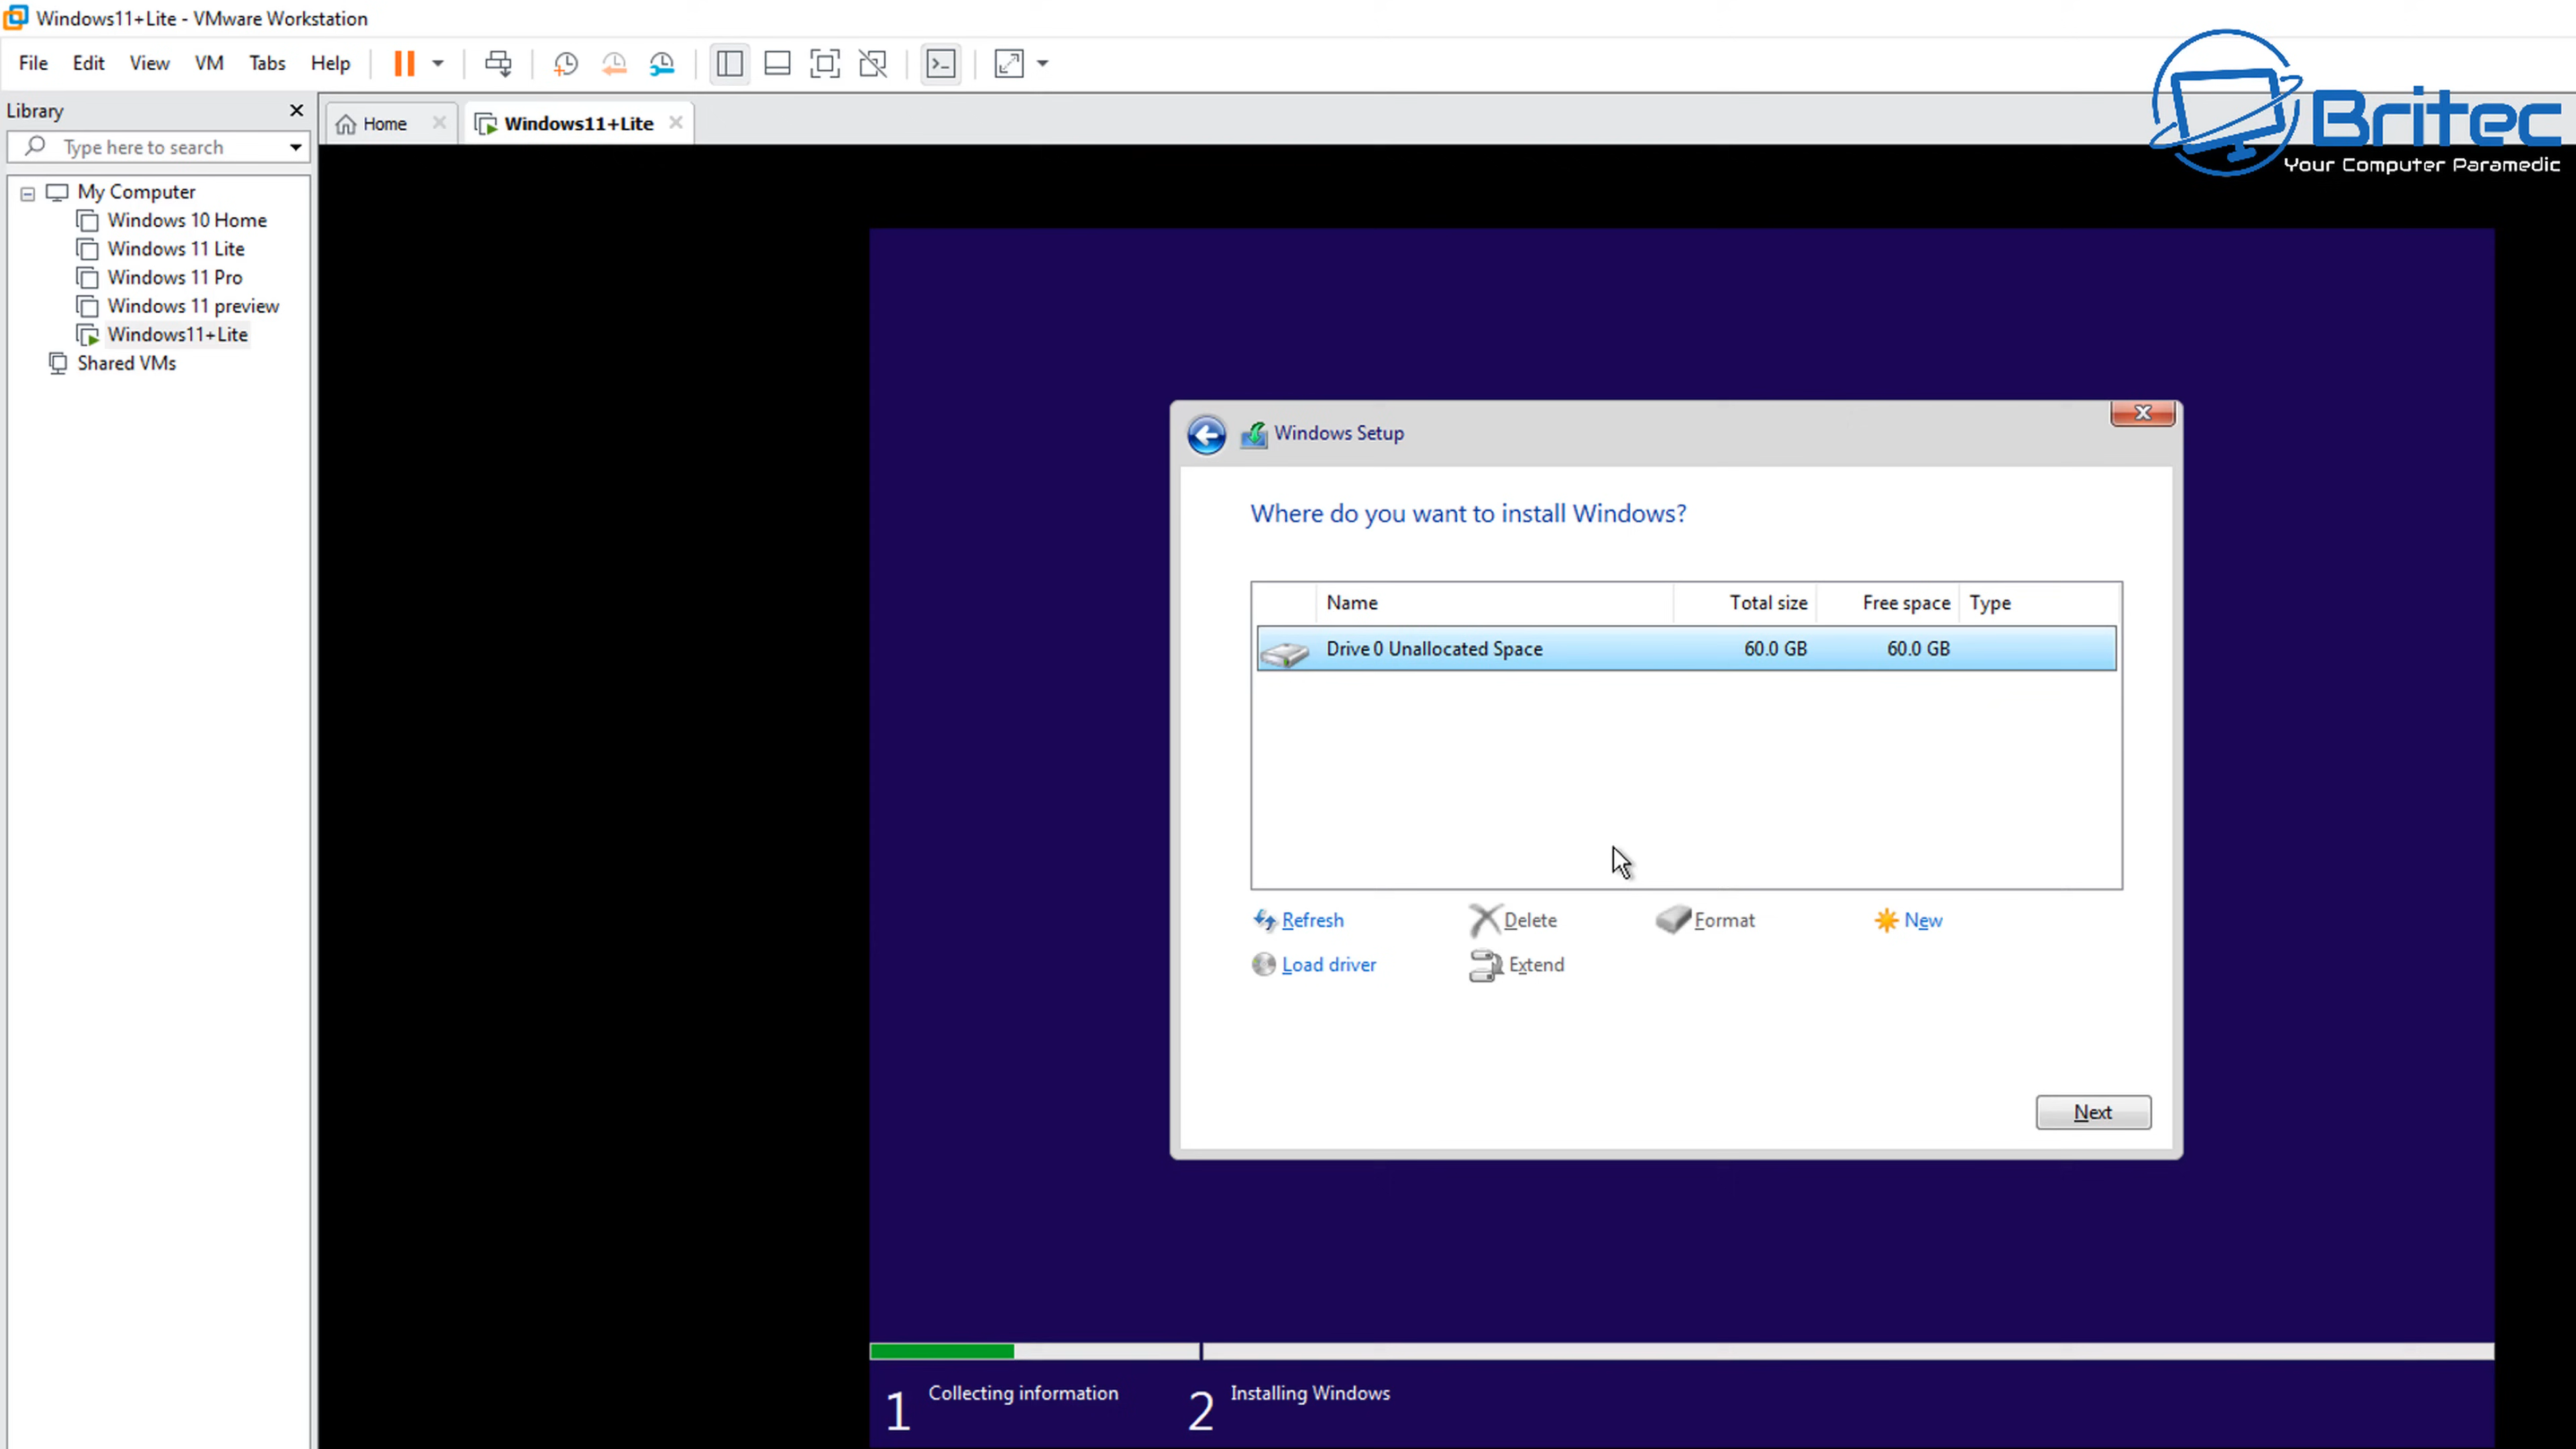 Windows11+Lite - VMware Workstation
File Edit View VM Tabs Help
Britec
Your Computer Paramedic
Library
Type here to search
Home
Windows11+Lite
My Computer
Windows 10 Home
Windows 11 Lite
Windows 11 Pro
Windows 11 preview
Windows11+Lite
Shared VMs
Windows Setup
Where do you want to install Windows?
Name Total size Free space Type
Drive 0 Unallocated Space 60.0 GB 60.0 GB
Refresh Delete Format New
Load driver Extend
Next
1 Collecting information 2 Installing Windows